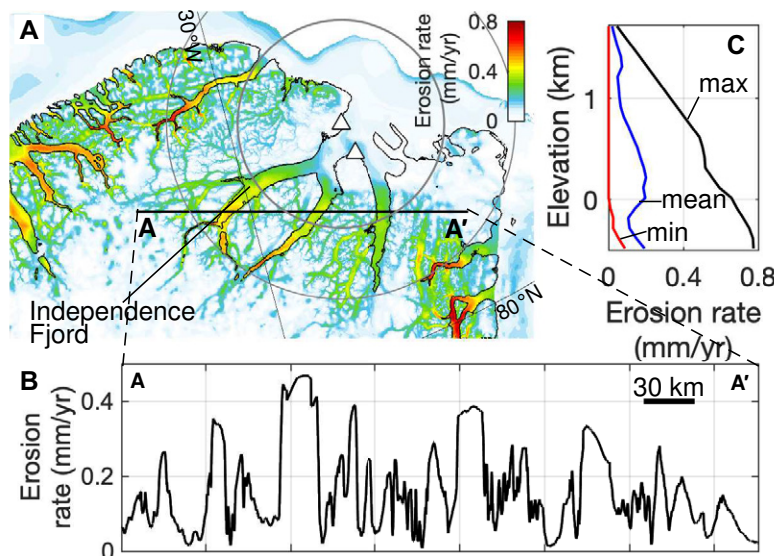 A
30°W
Erosion rate
(mm/yr)
0.8
0.4
0
A
A′
Independence
Fjord
80°N
C
Elevation (km)
1
0
max
mean
min
0
0.4
0.8
Erosion rate
(mm/yr)
B
A
30 km
A′
Erosion
rate (mm/yr)
0.4
0.2
0